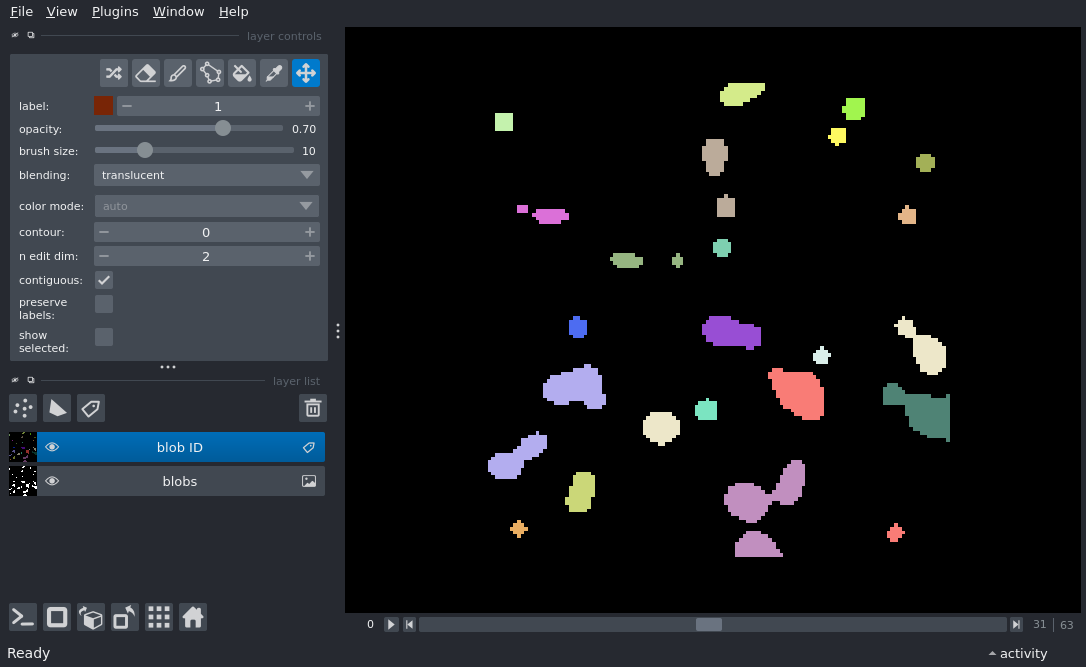 File View Plugins Window Help
layer controls
label: 1
opacity: 0.70
brush size: 10
blending: translucent
color mode: auto
contour: 0
n edit dim: 2
contiguous:
preserve
labels:
show
selected:
layer list
blob ID
blobs
0 31 63
Ready activity